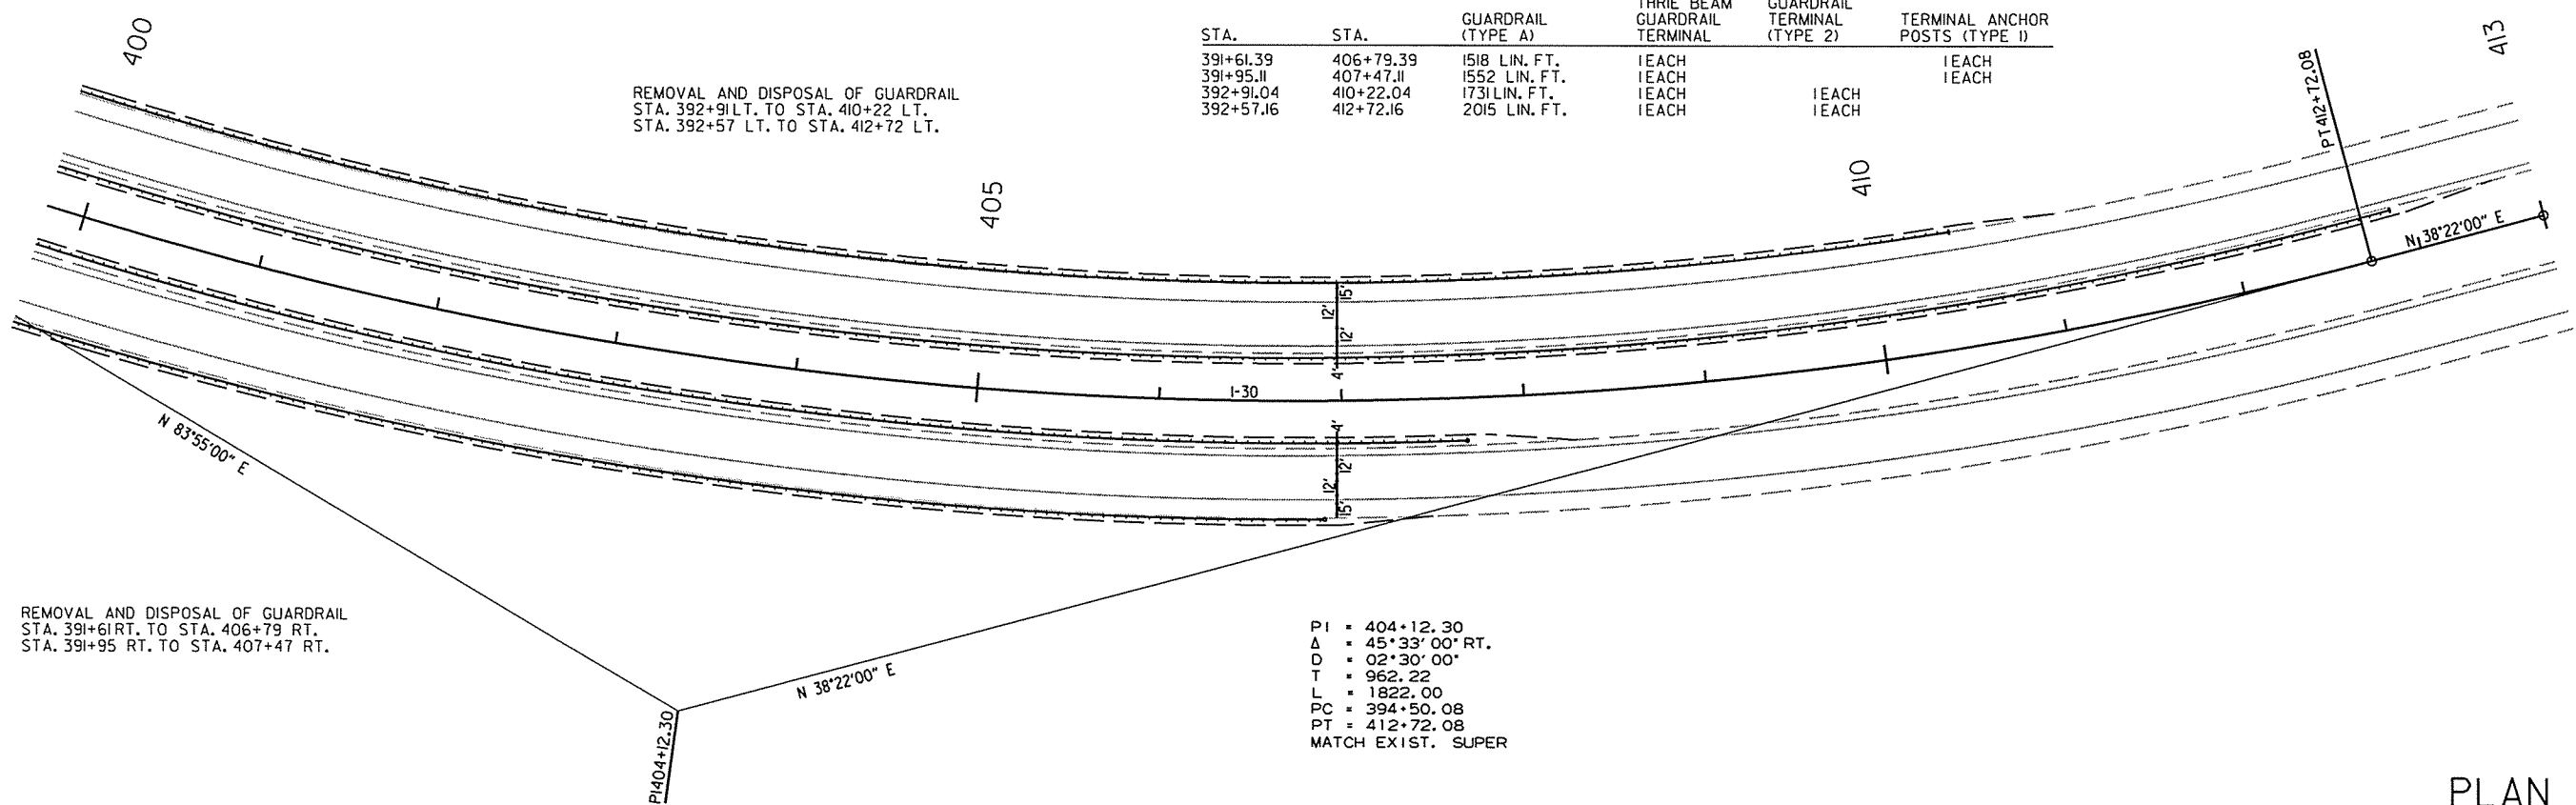 400
REMOVAL AND DISPOSAL OF GUARDRAIL
STA. 392+91 LT. TO STA. 410+22 LT.
STA. 392+57 LT. TO STA. 412+72 LT.
THRIE BEAM GUARDRAIL
GUARDRAIL GUARDRAIL TERMINAL TERMINAL ANCHOR
STA. STA. (TYPE A) TERMINAL (TYPE 2) POSTS (TYPE 1)
391+61.39 406+79.39 1518 LIN. FT. 1 EACH 1 EACH
391+95.11 407+47.11 1552 LIN. FT. 1 EACH 1 EACH
392+91.04 410+22.04 1731 LIN. FT. 1 EACH 1 EACH
392+57.16 412+72.16 2015 LIN. FT. 1 EACH 1 EACH
413
PT 412+72.08
405
410
N 38°22'00" E
15'
12'
12'
4'
I-30
4'
12'
12'
15'
N 83°55'00" E
REMOVAL AND DISPOSAL OF GUARDRAIL
STA. 391+61 RT. TO STA. 406+79 RT.
STA. 391+95 RT. TO STA. 407+47 RT.
N 38°22'00" E
PI 404+12.30
PI = 404+12.30
Δ = 45°33'00" RT.
D = 02°30'00"
T = 962.22
L = 1822.00
PC = 394+50.08
PT = 412+72.08
MATCH EXIST. SUPER
PLAN